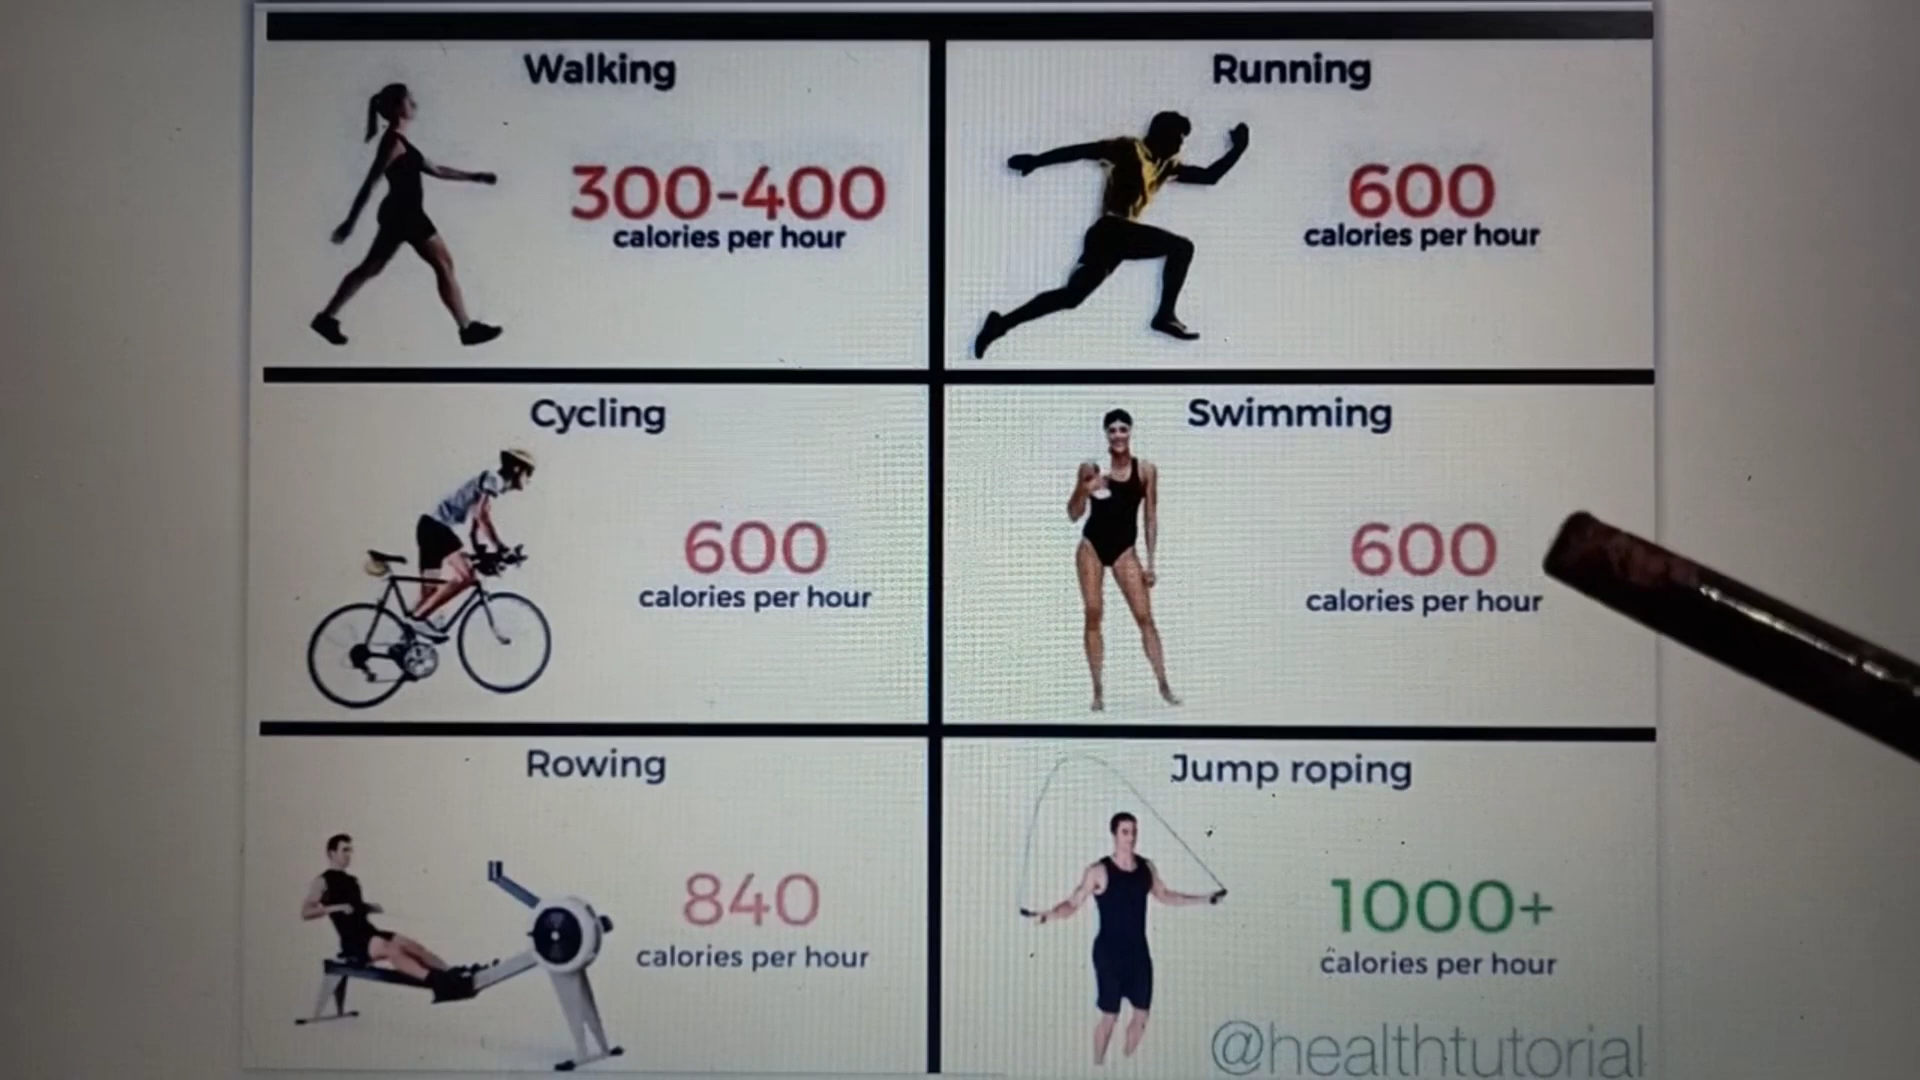 Walking
300-400
calories per hour
Running
600
calories per hour
Cycling
600
calories per hour
Swimming
600
calories per hour
Rowing
840
calories per hour
Jump roping
1000+
calories per hour
@healthtutorial